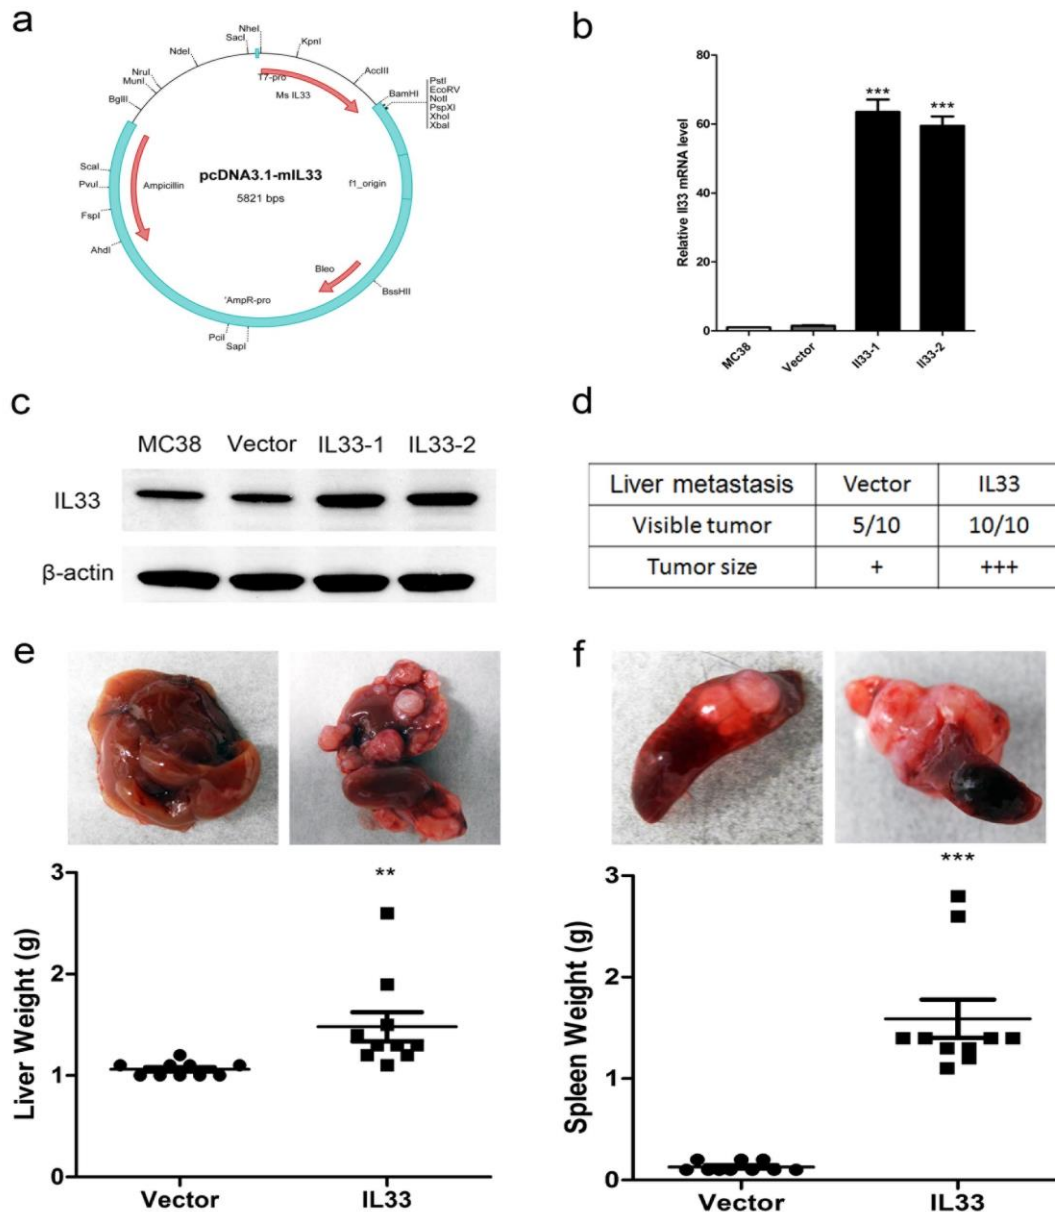 a
NheI
SacI
KpnI
NdeI
T7-pro
AccIII
NruI
MunI
Ms IL33
BamHI
PstI
EcoRV
NotI
PspXI
XhoI
XbaI
BglII
ScaI
PvuI
FspI
AhdI
Ampicillin
pcDNA3.1-mIL33
5821 bps
f1_origin
Bleo
BssHII
'AmpR-pro
PciI
SapI
b
Relative Il33 mRNA level
80
60
40
20
0
*** ***
MC38 Vector Il33-1 Il33-2
c
MC38 Vector IL33-1 IL33-2
IL33
β-actin
d
Liver metastasis Vector IL33
Visible tumor 5/10 10/10
Tumor size + +++
e
Liver Weight (g)
3
2
1
0
**
Vector IL33
f
Spleen Weight (g)
3
2
1
0
***
Vector IL33